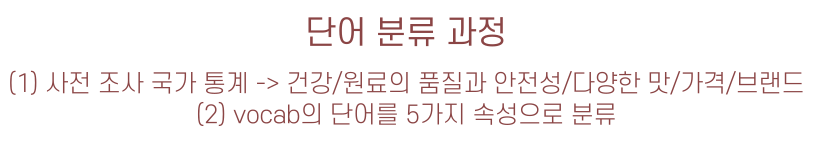 단어 분류 과정
(1) 사전 조사 국가 통계 -> 건강/원료의 품질과 안전성/다양한 맛/가격/브랜드
(2) vocab의 단어를 5가지 속성으로 분류